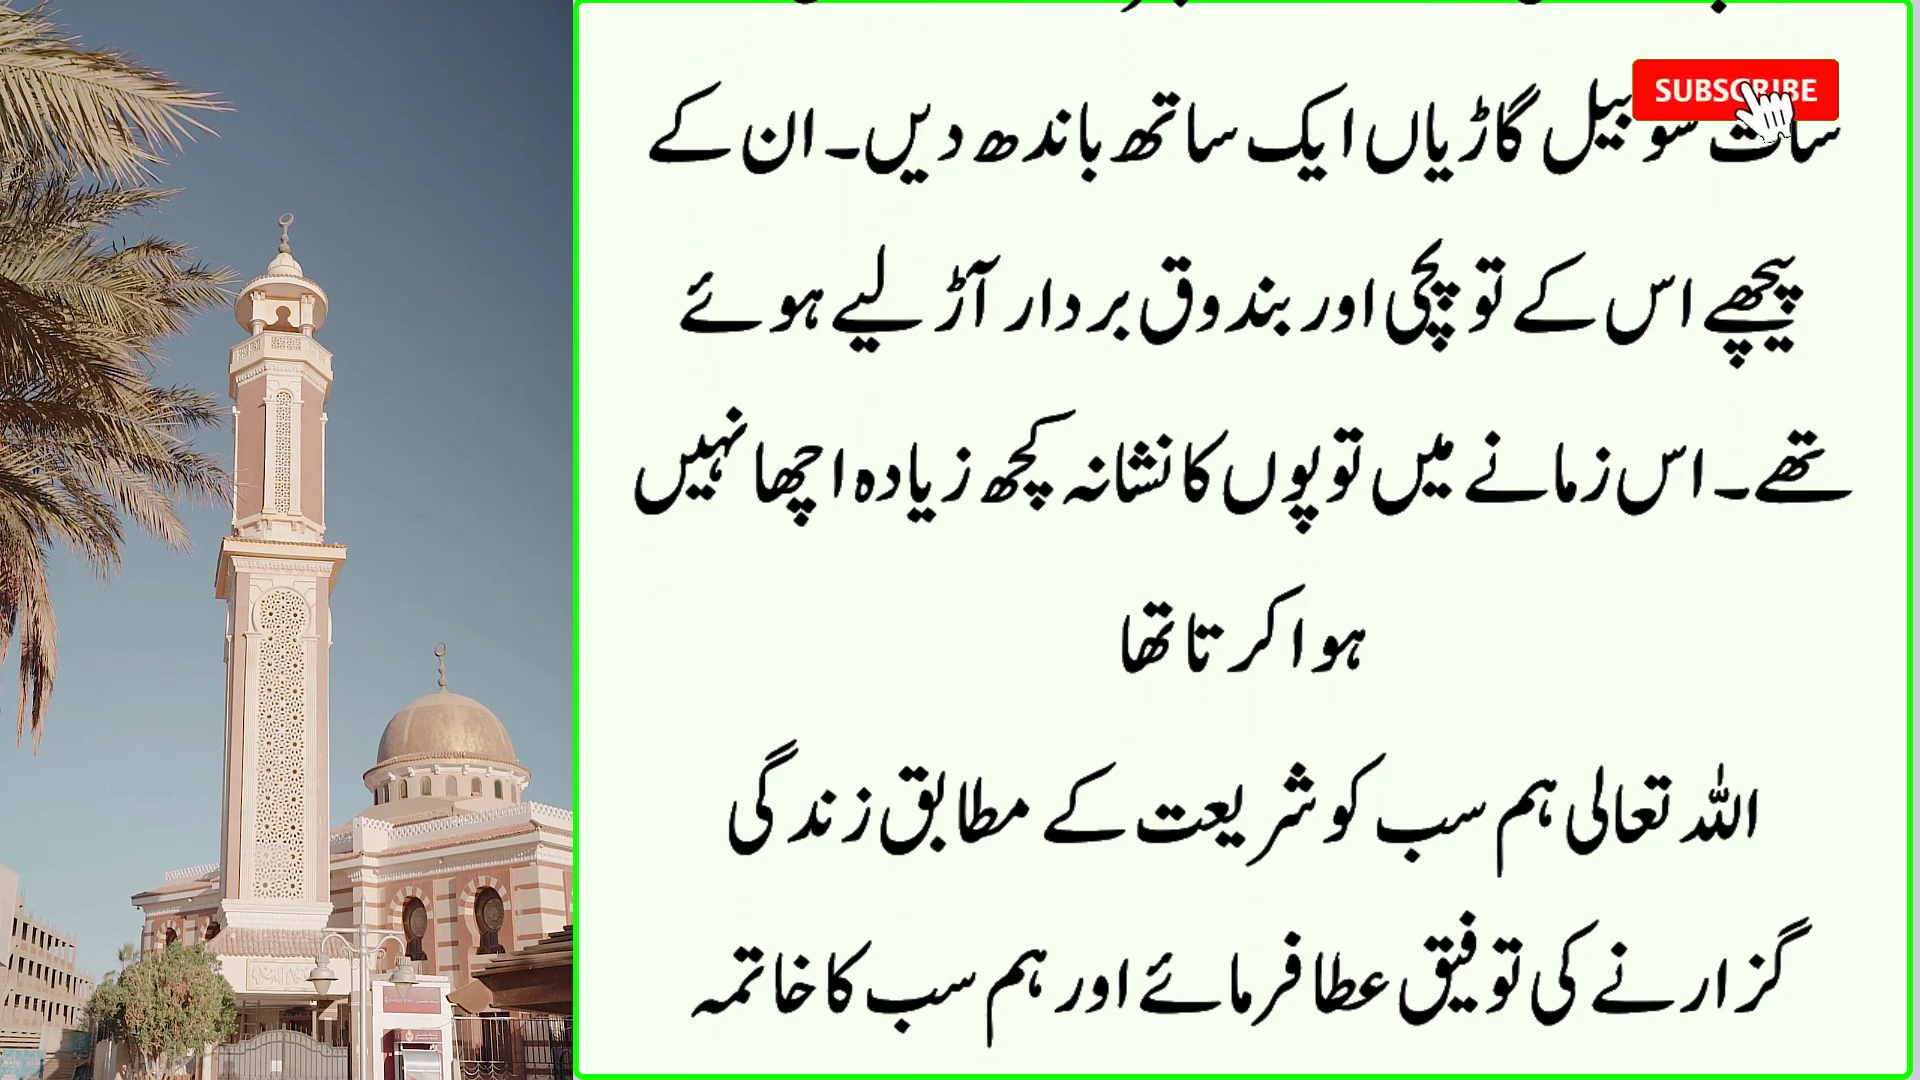 SUBSCRIBE
سات سو بیل گاڑیاں ایک ساتھ باندھ دیں۔ ان کے
پیچھے اس کے توپچی اور بندوق بردار آڑ لیے ہوئے
تھے۔ اس زمانے میں توپوں کا نشانہ کچھ زیادہ اچھا نہیں
ہوا کرتا تھا
اللہ تعالی ہم سب کو شریعت کے مطابق زندگی
گزارنے کی توفیق عطا فرمائے اور ہم سب کا خاتمہ